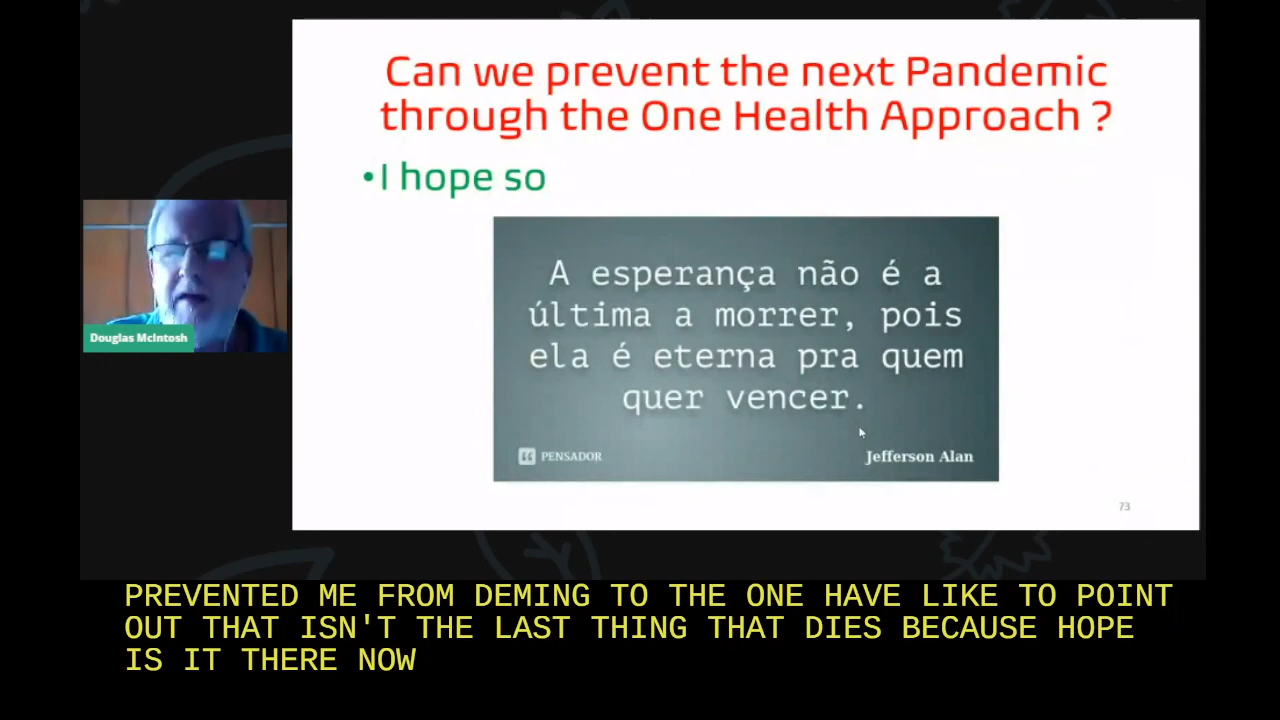 Can we prevent the next Pandemic
through the One Health Approach ?
•I hope so
A esperança não é a
última a morrer, pois
ela é eterna pra quem
quer vencer.
PENSADOR
Jefferson Alan
73
Douglas McIntosh
PREVENTED ME FROM DEMING TO THE ONE HAVE LIKE TO POINT
OUT THAT ISN'T THE LAST THING THAT DIES BECAUSE HOPE
IS IT THERE NOW